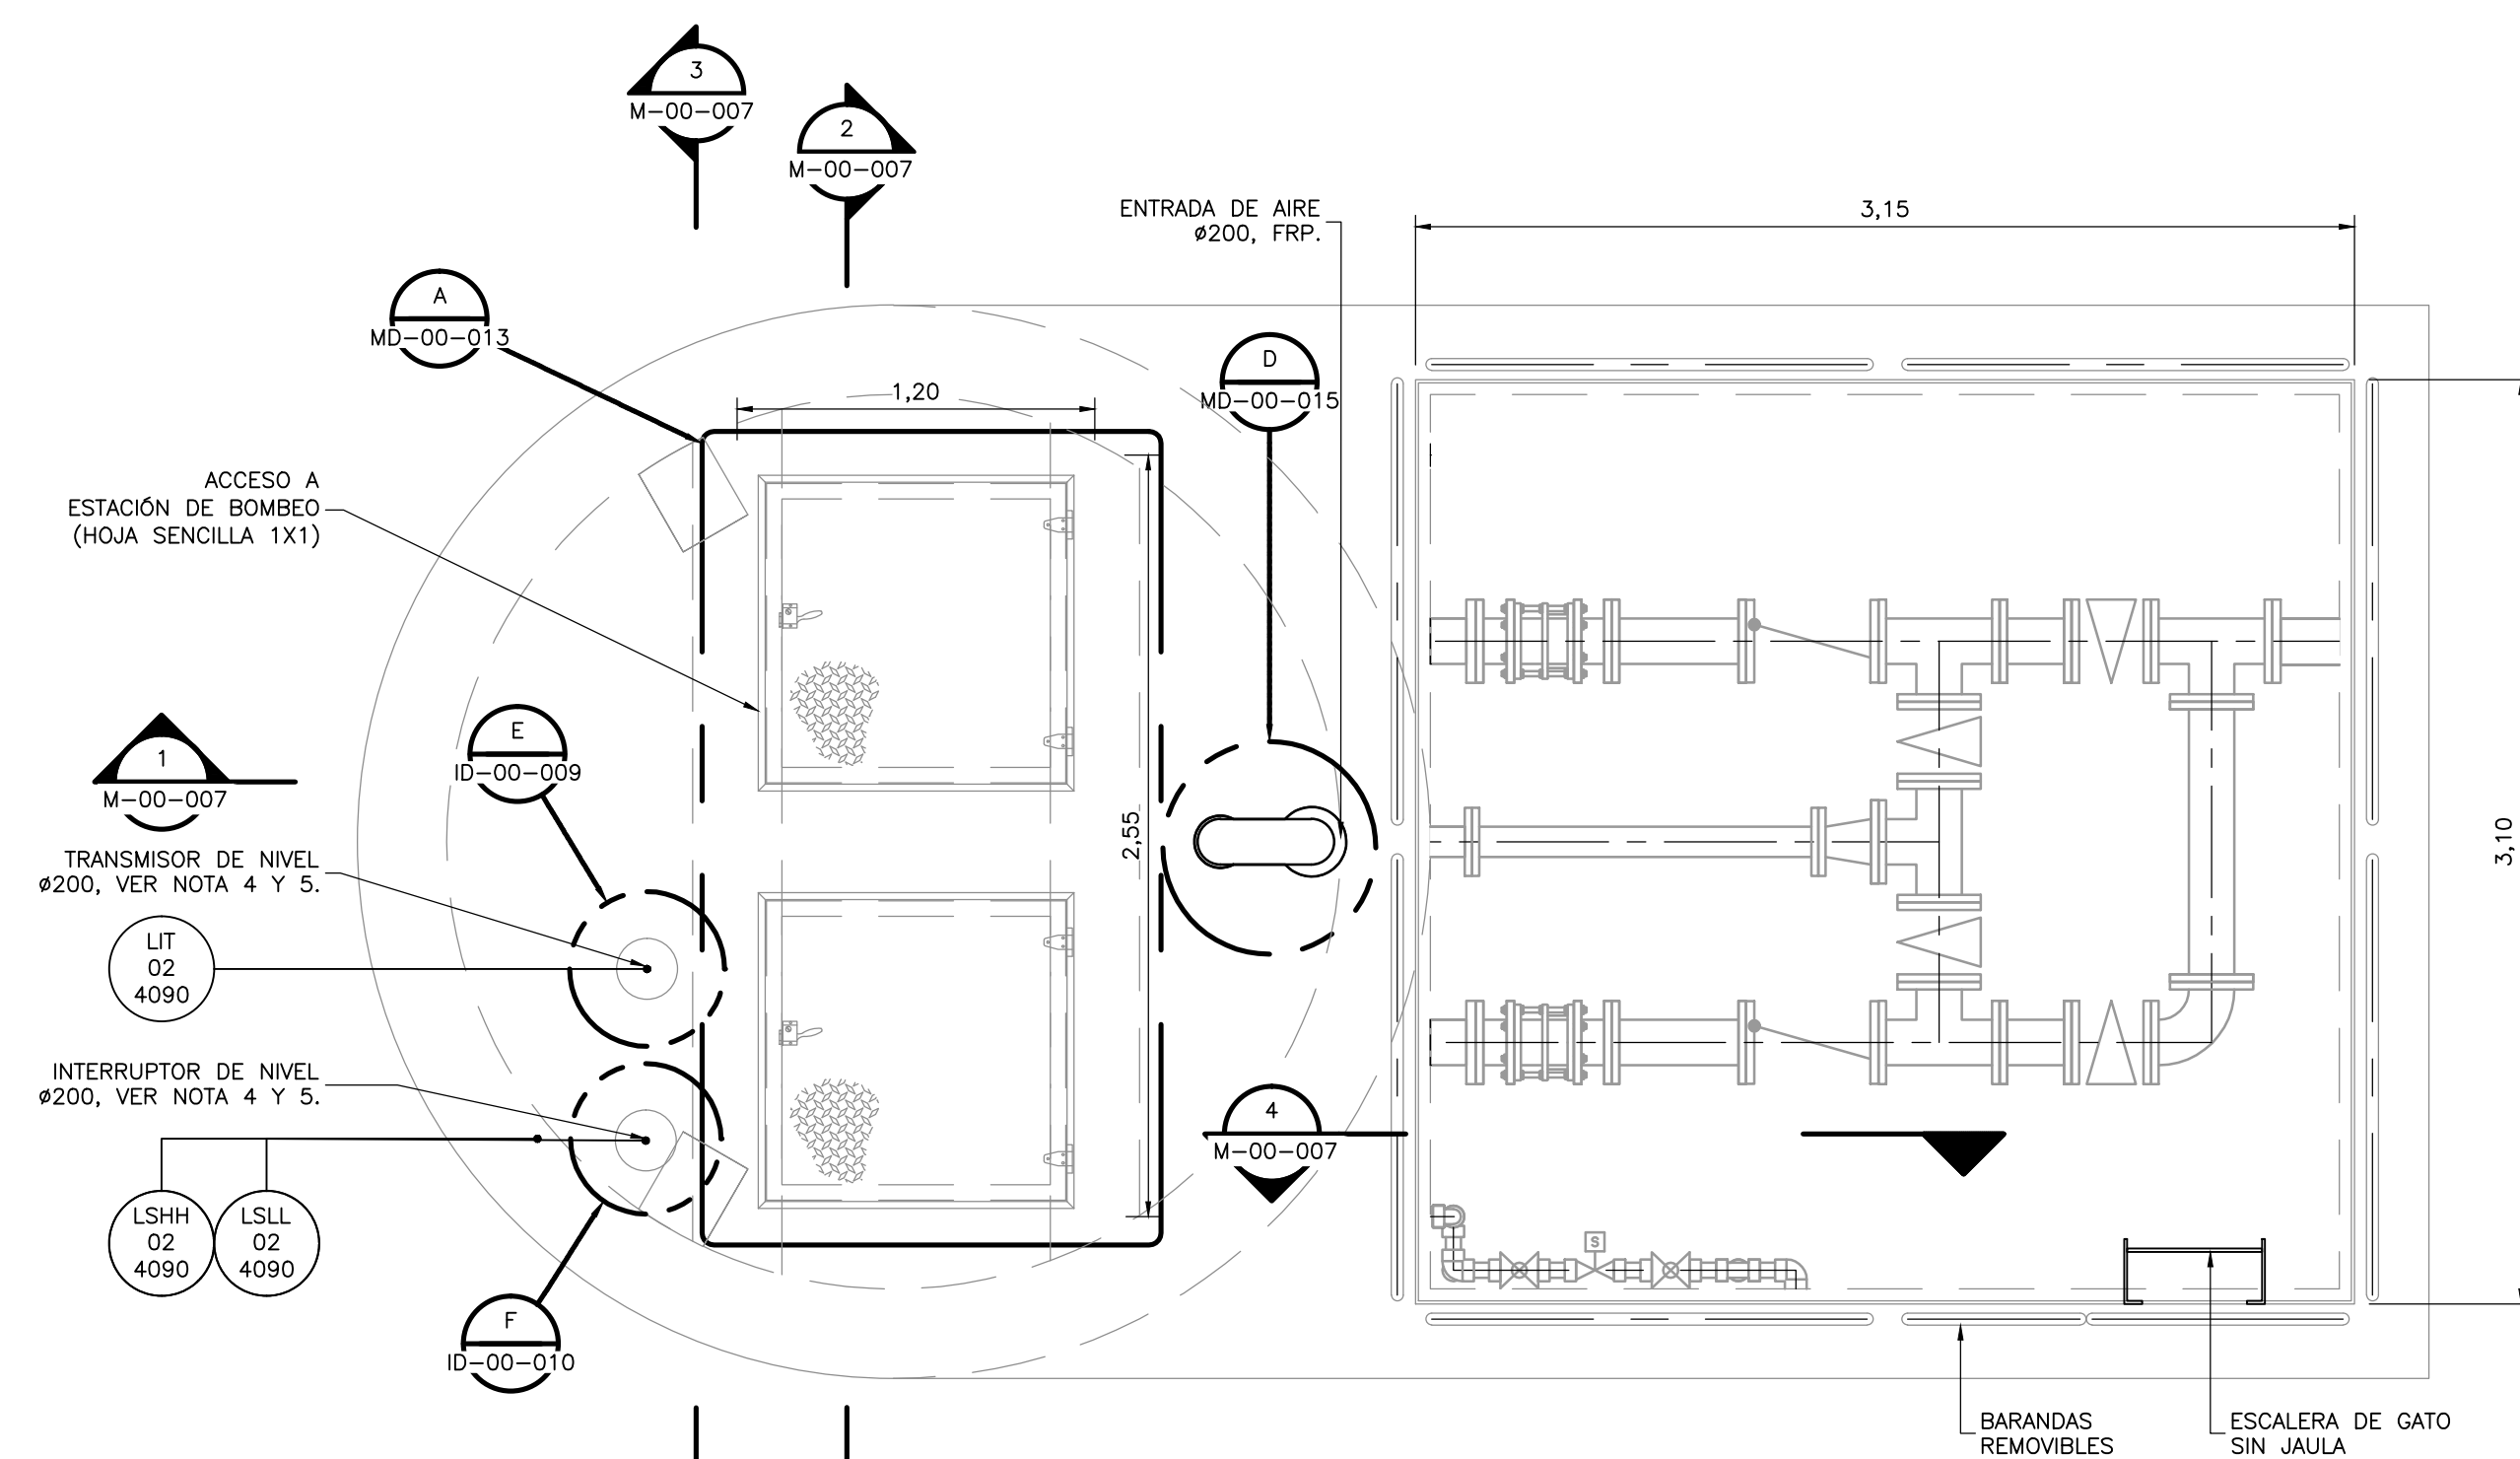 3
M-00-007
2
M-00-007
ENTRADA DE AIRE
ø200, FRP.
3,15
A
MD-00-013
D
MD-00-015
1,20
ACCESO A
ESTACIÓN DE BOMBEO
(HOJA SENCILLA 1X1)
E
ID-00-009
1
M-00-007
2,55
3,10
TRANSMISOR DE NIVEL
ø200, VER NOTA 4 Y 5.
LIT
02
4090
INTERRUPTOR DE NIVEL
ø200, VER NOTA 4 Y 5.
4
M-00-007
LSHH
02
4090
LSLL
02
4090
S
F
ID-00-010
BARANDAS
REMOVIBLES
ESCALERA DE GATO
SIN JAULA